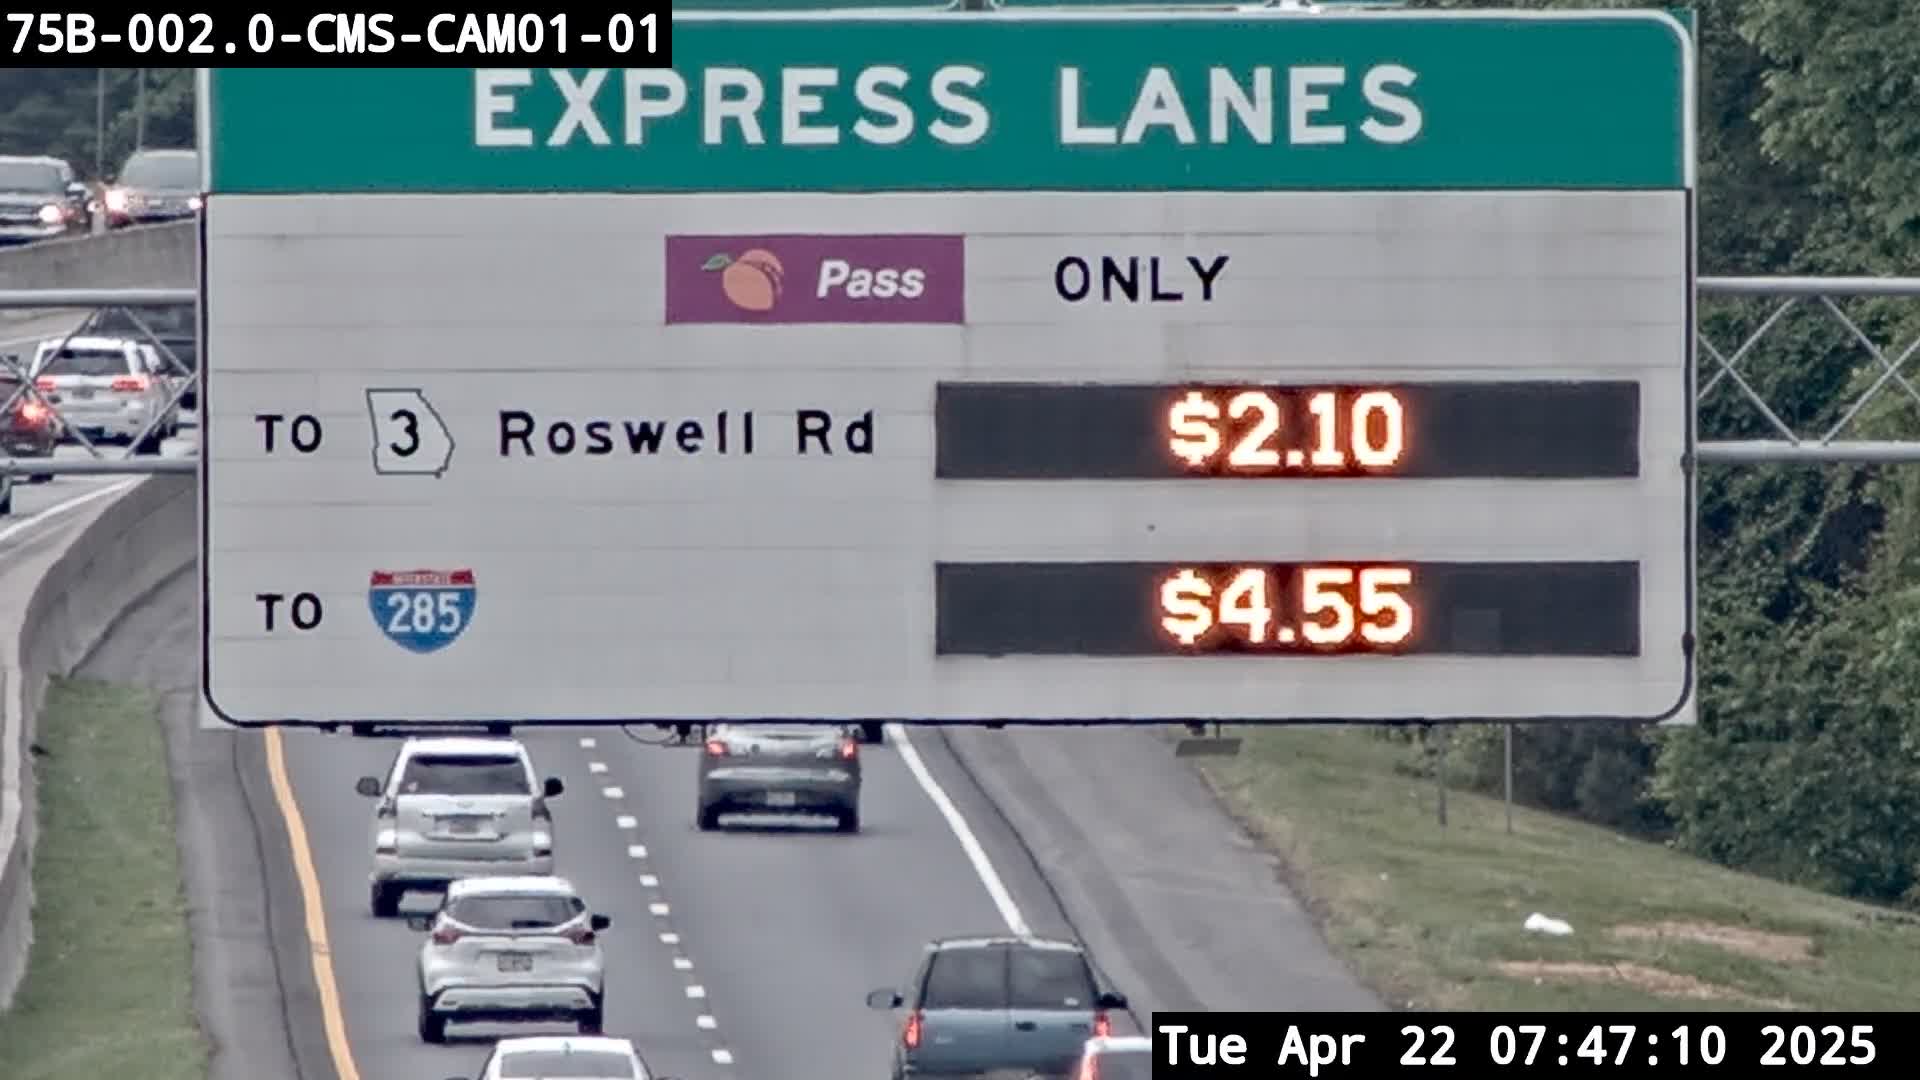 75B-002.0-CMS-CAM01-01
EXPRESS LANES
Pass ONLY
TO 3 Roswell Rd $2.10
TO 285 $4.55
Tue Apr 22 07:47:10 2025